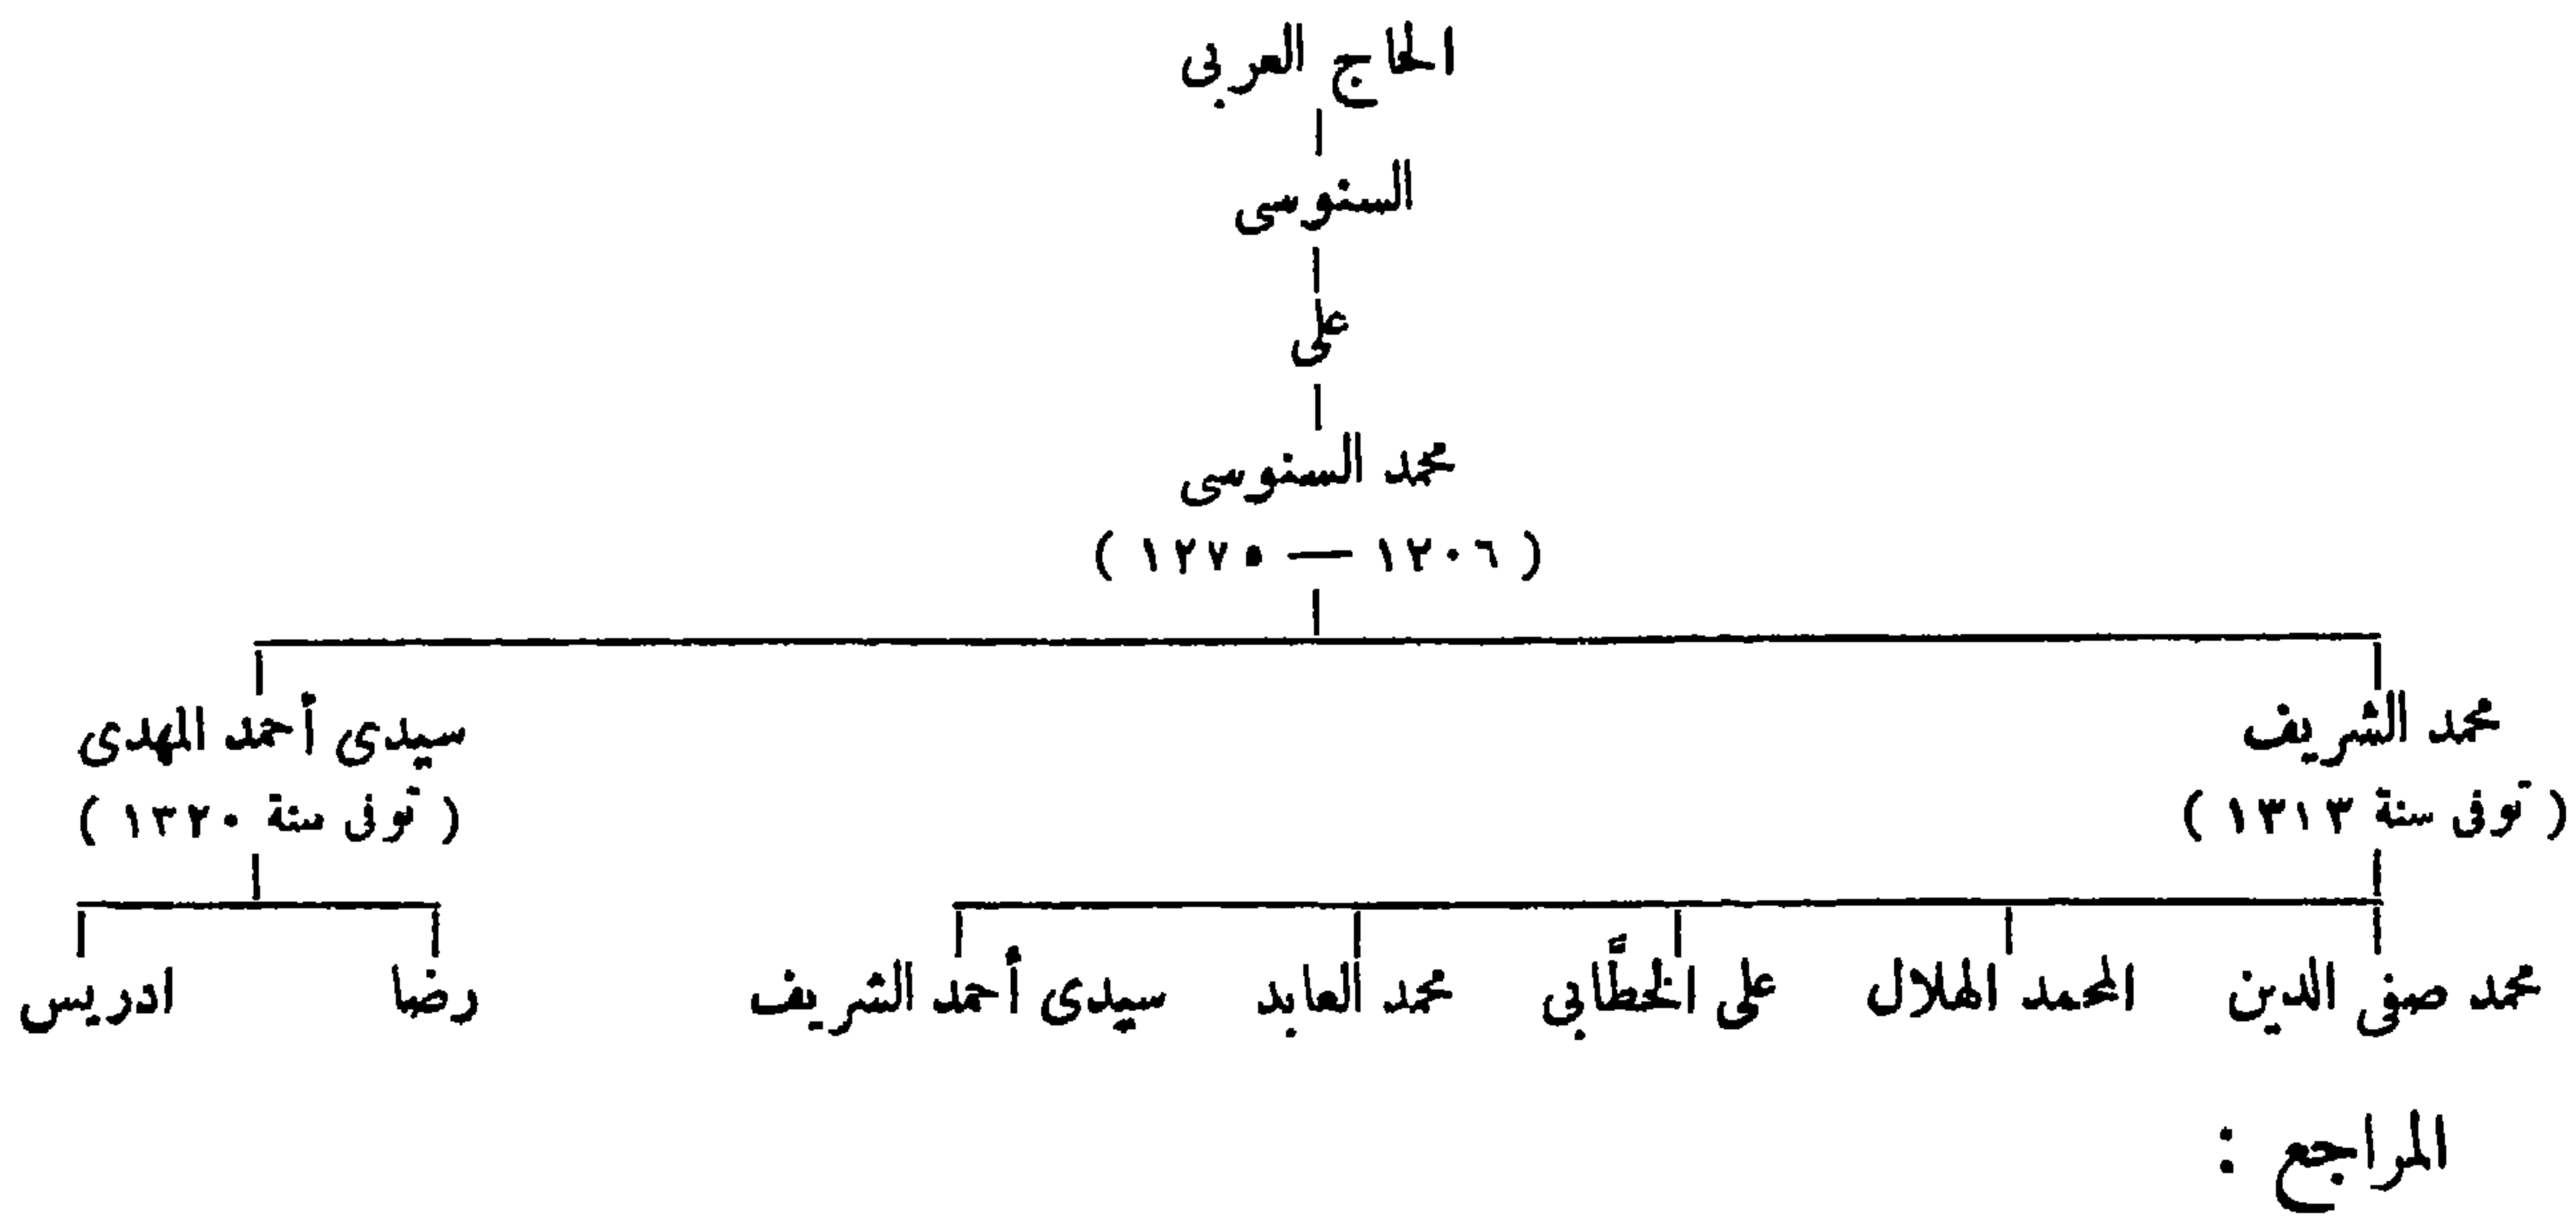 الحاج العربى
السنوسى
على
محمد السنوسى
( ١٢٠٦ — ١٢٧٥ )
محمد الشريف سيدى أحمد المهدى
( توفى سنة ١٣١٣ ) ( توفى سنة ١٣٢٠ )
محمد صفى الدين المحمد الهلال على الخطَّابى محمد العابد سيدى أحمد الشريف رضا ادريس
المراجع :